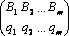 (B₁ B₂ ... Bₘ
q₁ q₂ ... qₘ)